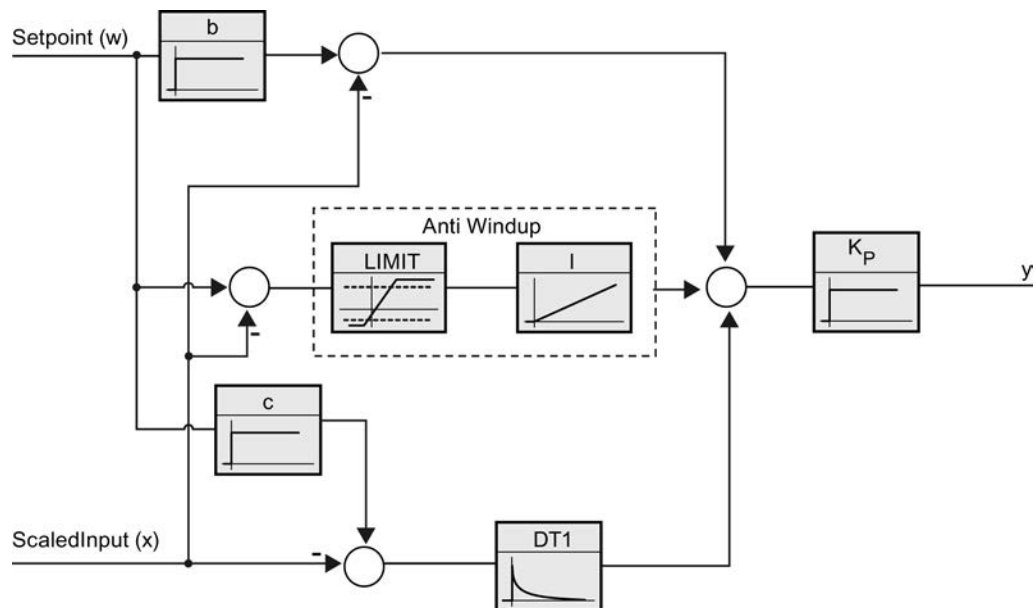 Setpoint (w)
b
-
Anti Windup
LIMIT
I
K_P
y
-
c
ScaledInput (x)
-
DT1